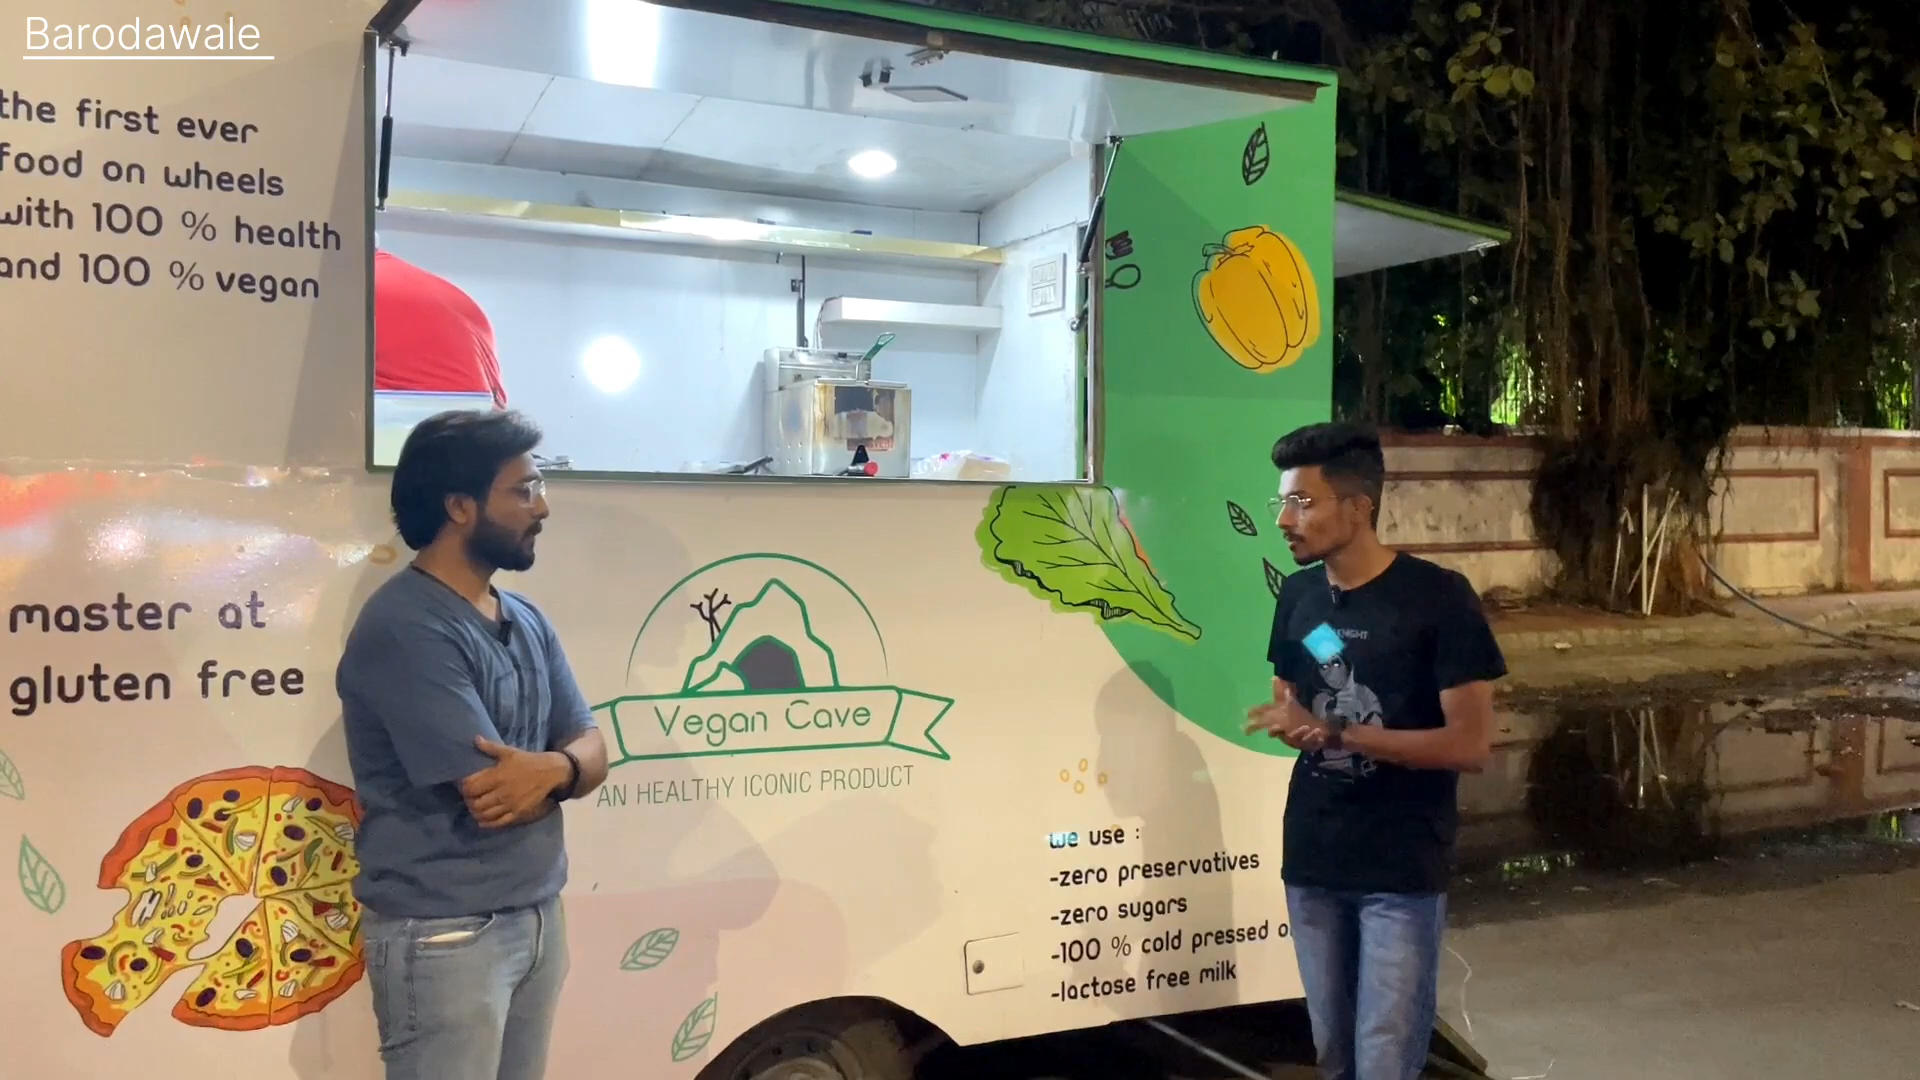 Barodawale
the first ever
food on wheels
with 100 % health
and 100 % vegan
master at
gluten free
Vegan Cave
AN HEALTHY ICONIC PRODUCT
we use :
-zero preservatives
-zero sugars
-100 % cold pressed o
-lactose free milk